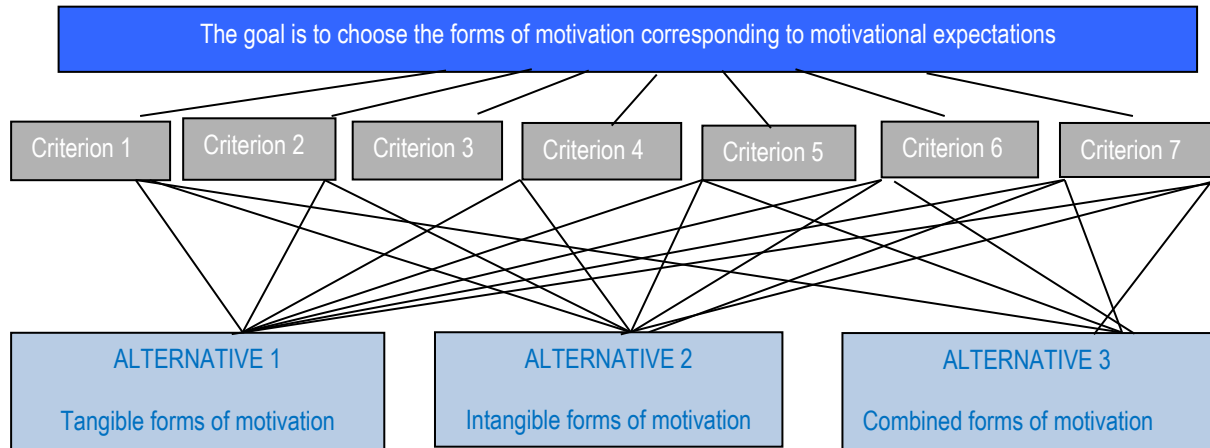 The goal is to choose the forms of motivation corresponding to motivational expectations
Criterion 1
Criterion 2
Criterion 3
Criterion 4
Criterion 5
Criterion 6
Criterion 7
ALTERNATIVE 1
Tangible forms of motivation
ALTERNATIVE 2
Intangible forms of motivation
ALTERNATIVE 3
Combined forms of motivation